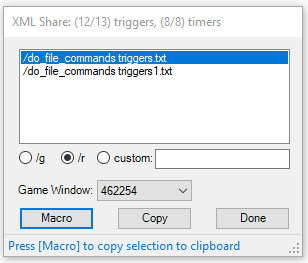 XML Share: (12/13) triggers, (8/8) timers
/do_file_commands triggers.txt
/do_file_commands triggers1.txt
/g /r custom:
Game Window: 462254
Macro Copy Done
Press [Macro] to copy selection to clipboard